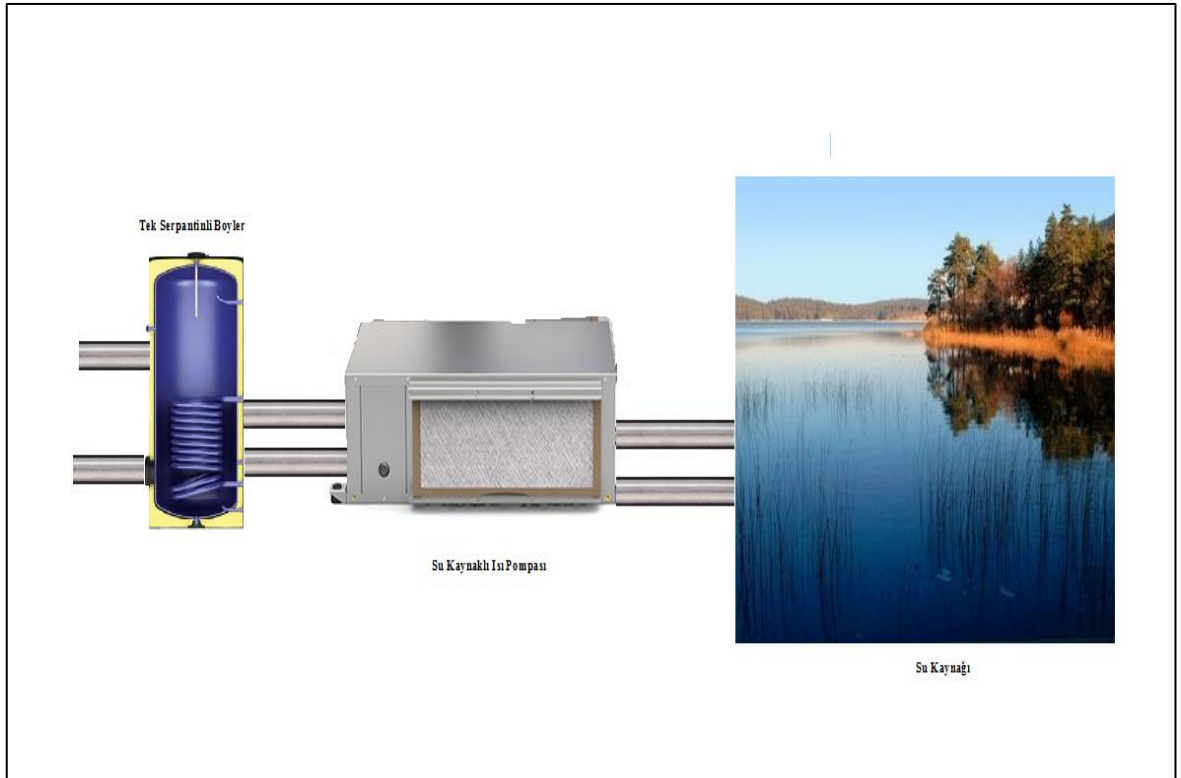 Tek Serpantinli Boyler
Su Kaynaklı Isı Pompası
Su Kaynağı